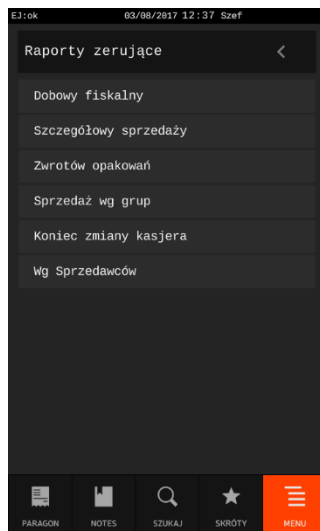 EJ:ok 03/08/2017 12:37 Szef
Raporty zerujące
Dobowy fiskalny
Szczegółowy sprzedaży
Zwrotów opakowań
Sprzedaż wg grup
Koniec zmiany kasjera
Wg Sprzedawców
PARAGON NOTES SZUKAJ SKRÓTY MENU